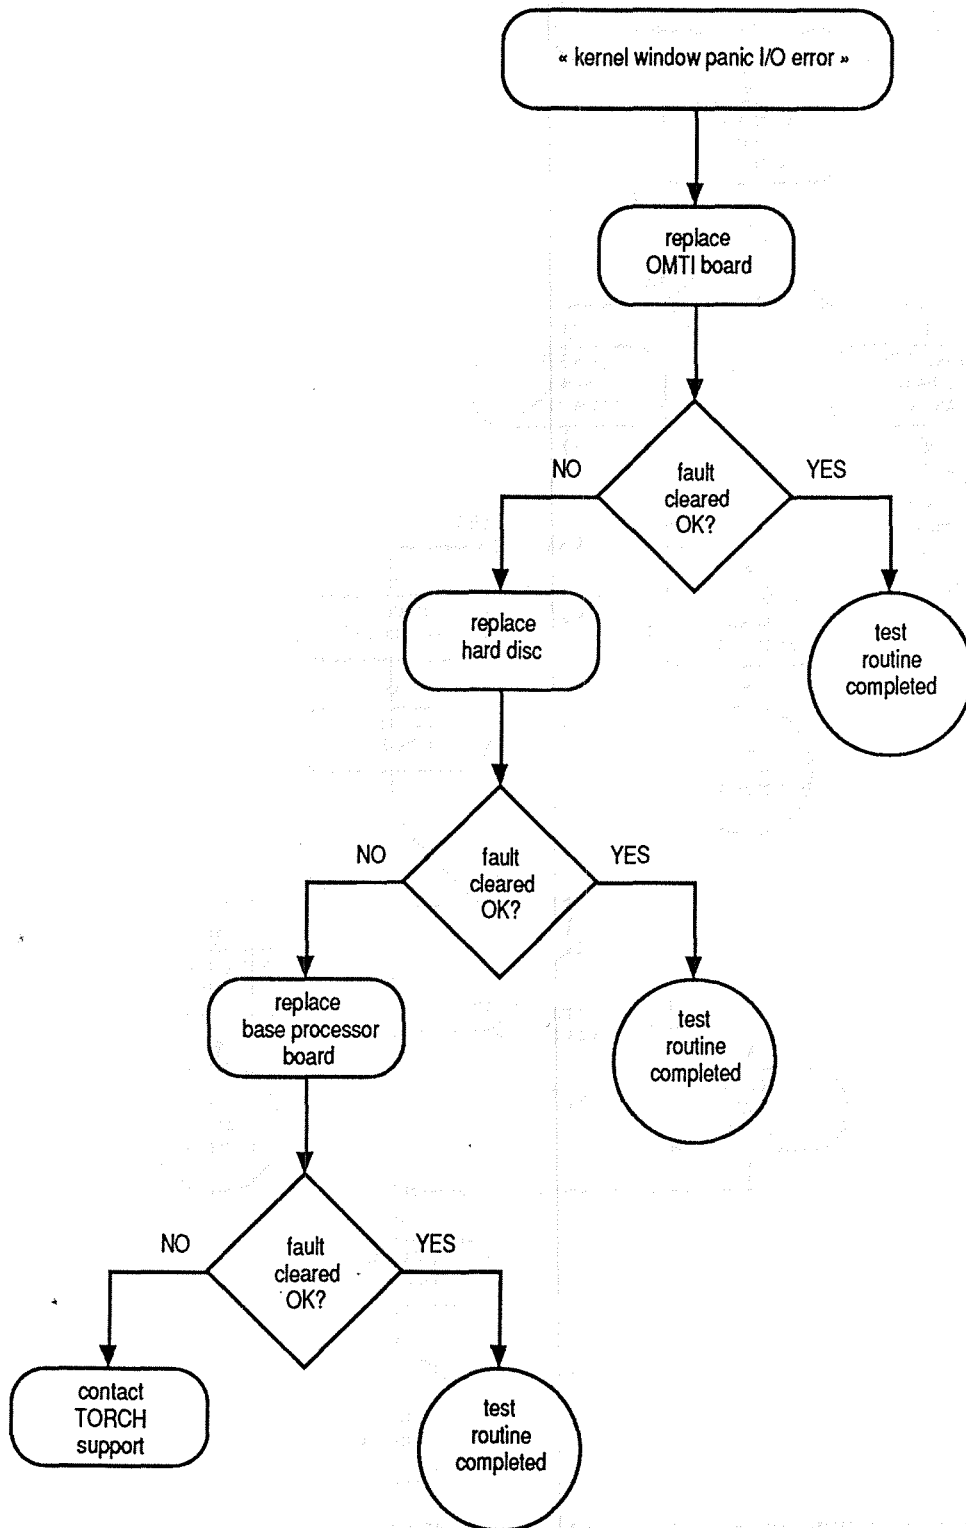 « kernel window panic I/O error »
replace
OMTI board
NO
YES
fault
cleared
OK?
replace
hard disc
test
routine
completed
NO
YES
fault
cleared
OK?
replace
base processor
board
test
routine
completed
NO
YES
fault
cleared
OK?
contact
TORCH
support
test
routine
completed